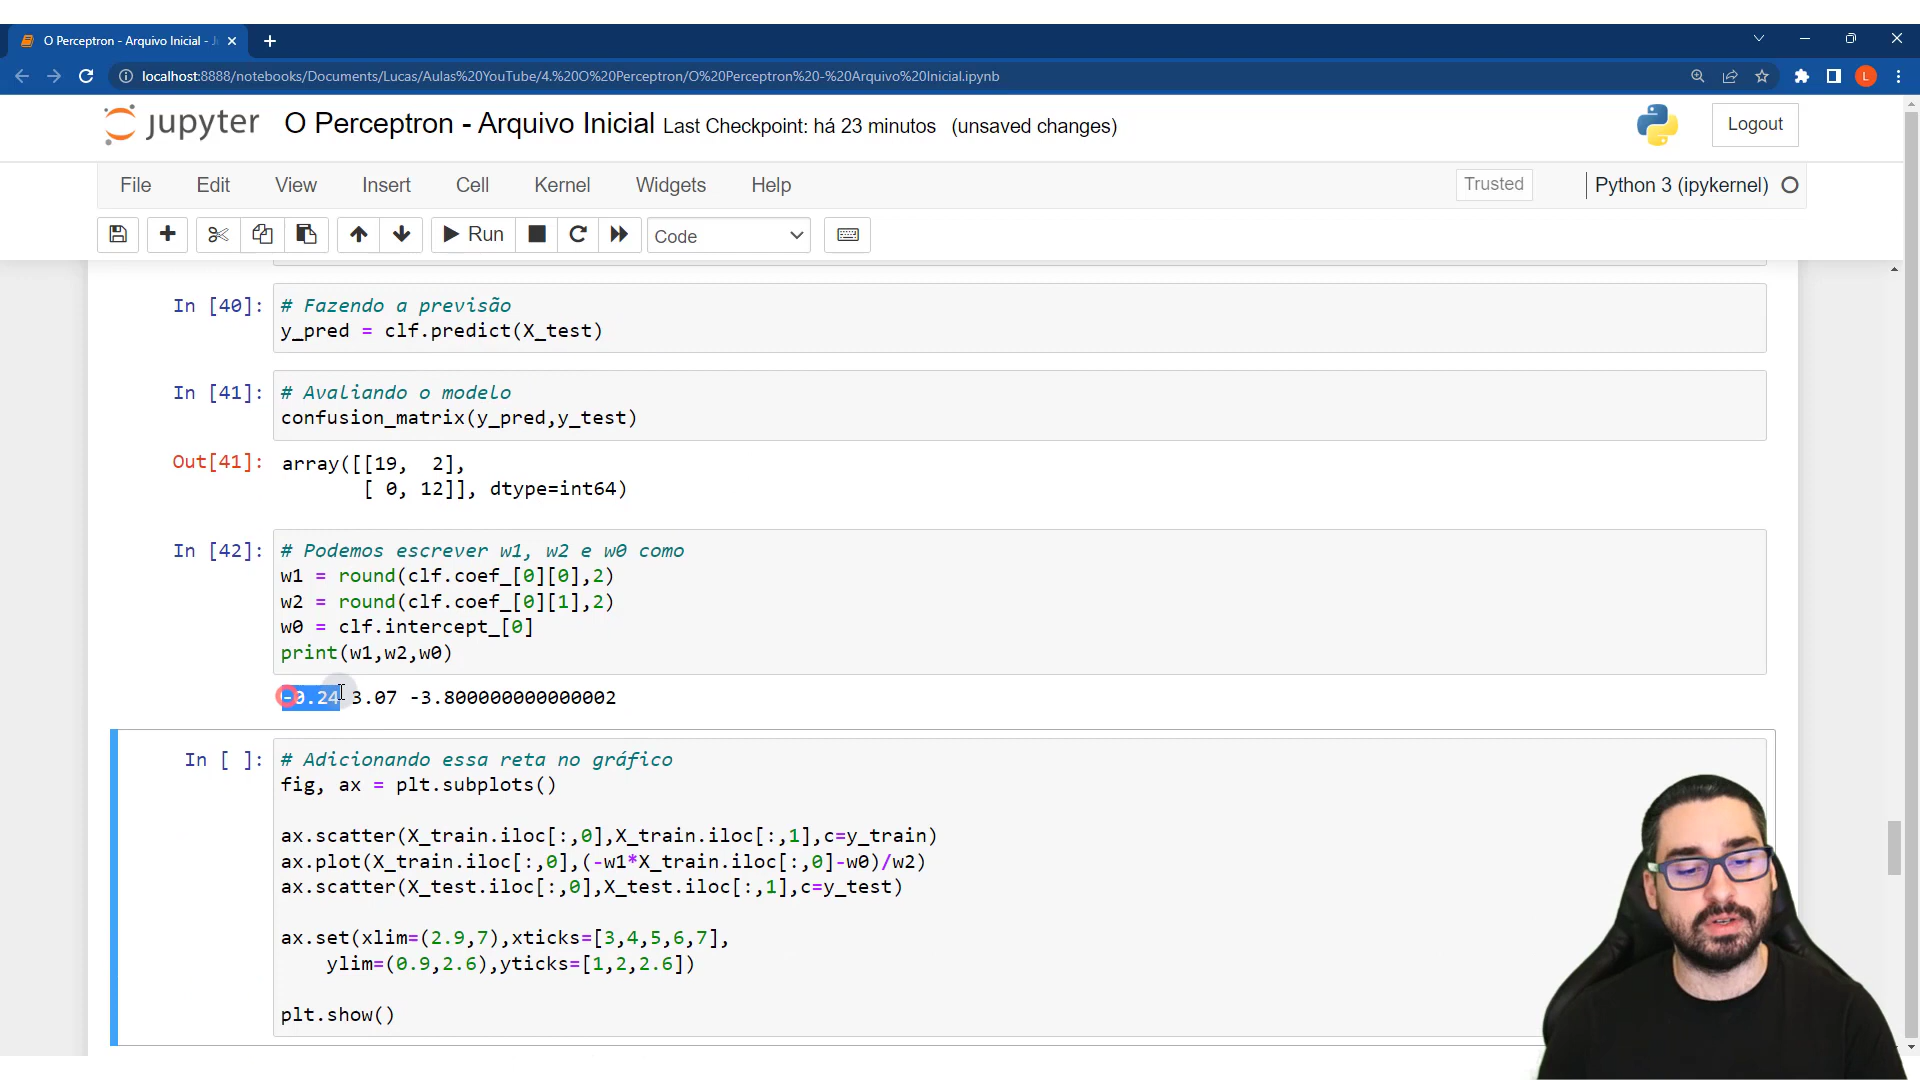 O Perceptron - Arquivo Inicial - J
localhost:8888/notebooks/Documents/Lucas/Aulas%20YouTube/4.%20O%20Perceptron/O%20Perceptron%20-%20Arquivo%20Inicial.ipynb
L
jupyter O Perceptron - Arquivo Inicial Last Checkpoint: há 23 minutos (unsaved changes)
Logout
File Edit View Insert Cell Kernel Widgets Help
Trusted
Python 3 (ipykernel)
Run
Code
In [40]: # Fazendo a previsão
y_pred = clf.predict(X_test)
In [41]: # Avaliando o modelo
confusion_matrix(y_pred,y_test)
Out[41]: array([[19, 2],
[ 0, 12]], dtype=int64)
In [42]: # Podemos escrever w1, w2 e w0 como
w1 = round(clf.coef_[0][0],2)
w2 = round(clf.coef_[0][1],2)
w0 = clf.intercept_[0]
print(w1,w2,w0)
-0.24 3.07 -3.800000000000002
In [ ]: # Adicionando essa reta no gráfico
fig, ax = plt.subplots()
ax.scatter(X_train.iloc[:,0],X_train.iloc[:,1],c=y_train)
ax.plot(X_train.iloc[:,0],(-w1*X_train.iloc[:,0]-w0)/w2)
ax.scatter(X_test.iloc[:,0],X_test.iloc[:,1],c=y_test)
ax.set(xlim=(2.9,7),xticks=[3,4,5,6,7],
ylim=(0.9,2.6),yticks=[1,2,2.6])
plt.show()